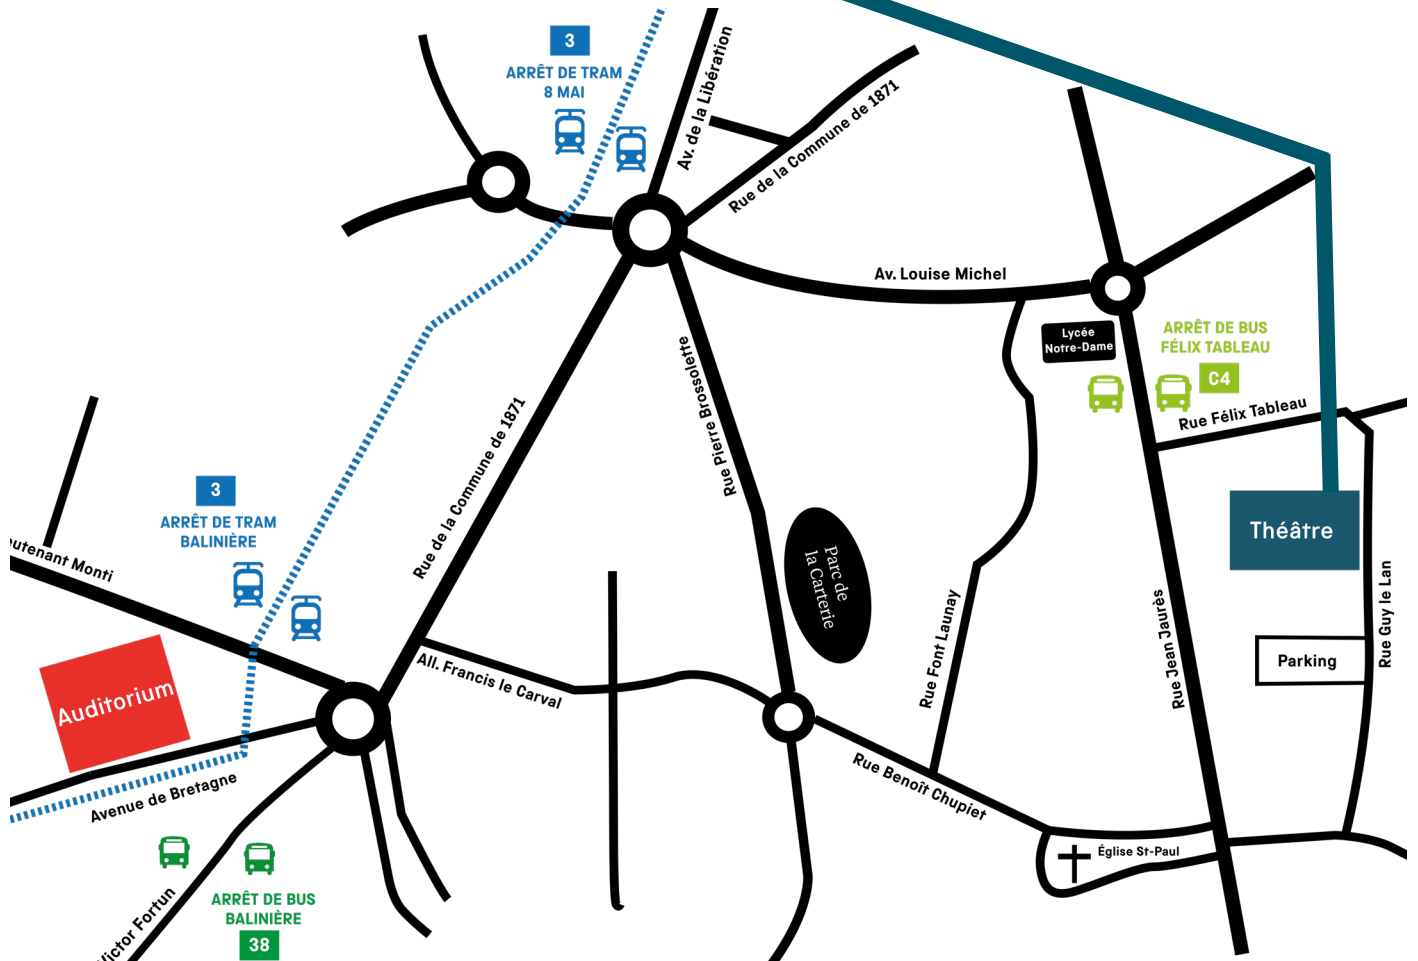 3
ARRÊT DE TRAM
8 MAI
Av. de la Libération
Rue de la Commune de 1871
Av. Louise Michel
Lycée
Notre-Dame
ARRÊT DE BUS
FÉLIX TABLEAU
C4
Rue Félix Tableau
Rue Pierre Brossolette
Rue de la Commune de 1871
3
ARRÊT DE TRAM
BALINIÈRE
eutenant Monti
Théâtre
Parc de
la Carterie
Rue Font Launay
Rue Jean Jaurès
Rue Guy le Lan
Parking
All. Francis le Carval
Auditorium
Avenue de Bretagne
Rue Benoît Chupiet
Église St-Paul
Victor Fortun
ARRÊT DE BUS
BALINIÈRE
38